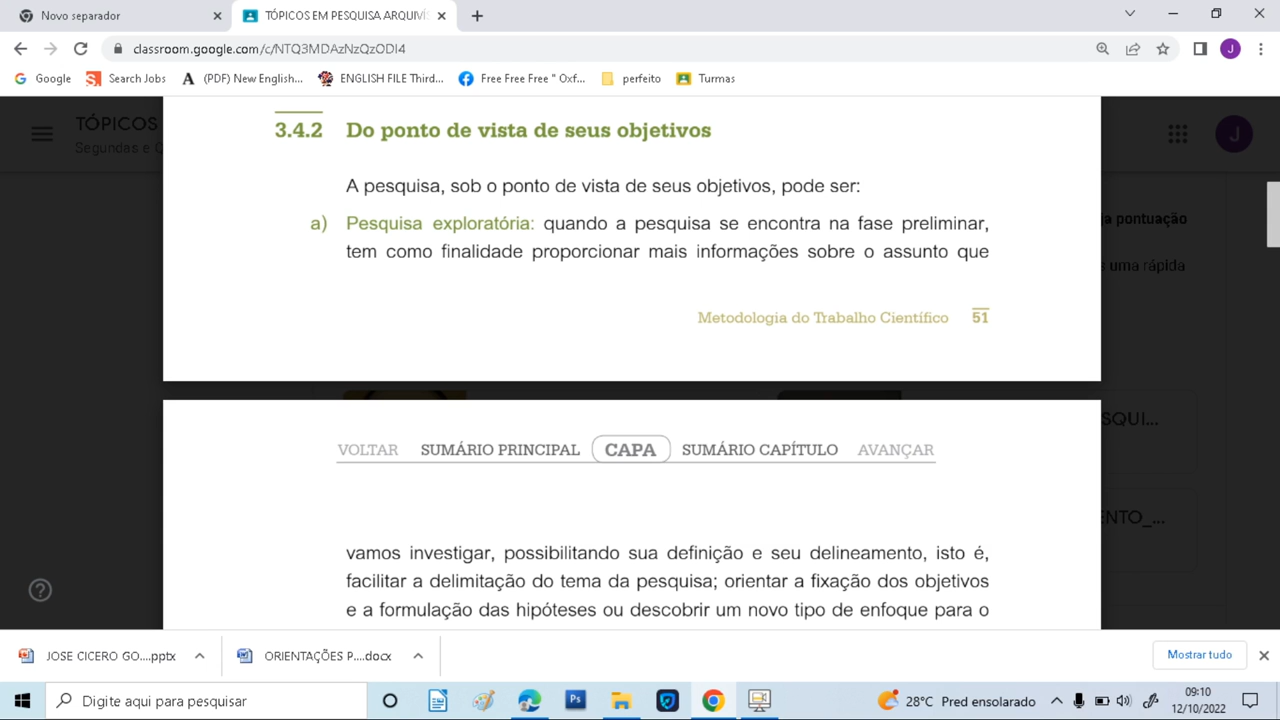 Novo separador
TÓPICOS EM PESQUISA ARQUIVÍS
classroom.google.com/c/NTQ3MDAzNzQzODI4
J
Google
Search Jobs
(PDF) New English...
ENGLISH FILE Third...
Free Free Free " Oxf...
perfeito
Turmas
TÓPICOS
Segundas e Q
J
3.4.2 Do ponto de vista de seus objetivos
A pesquisa, sob o ponto de vista de seus objetivos, pode ser:
a) Pesquisa exploratória: quando a pesquisa se encontra na fase preliminar,
tem como finalidade proporcionar mais informações sobre o assunto que
ja pontuação
s uma rápida
Metodologia do Trabalho Científico 51
VOLTAR SUMÁRIO PRINCIPAL CAPA SUMÁRIO CAPÍTULO AVANÇAR
ESQUI...
ENTO_...
vamos investigar, possibilitando sua definição e seu delineamento, isto é,
facilitar a delimitação do tema da pesquisa; orientar a fixação dos objetivos
e a formulação das hipóteses ou descobrir um novo tipo de enfoque para o
JOSE CICERO GO....pptx
ORIENTAÇÕES P....docx
Mostrar tudo
Digite aqui para pesquisar
Ps
28°C Pred ensolarado
09:10
12/10/2022